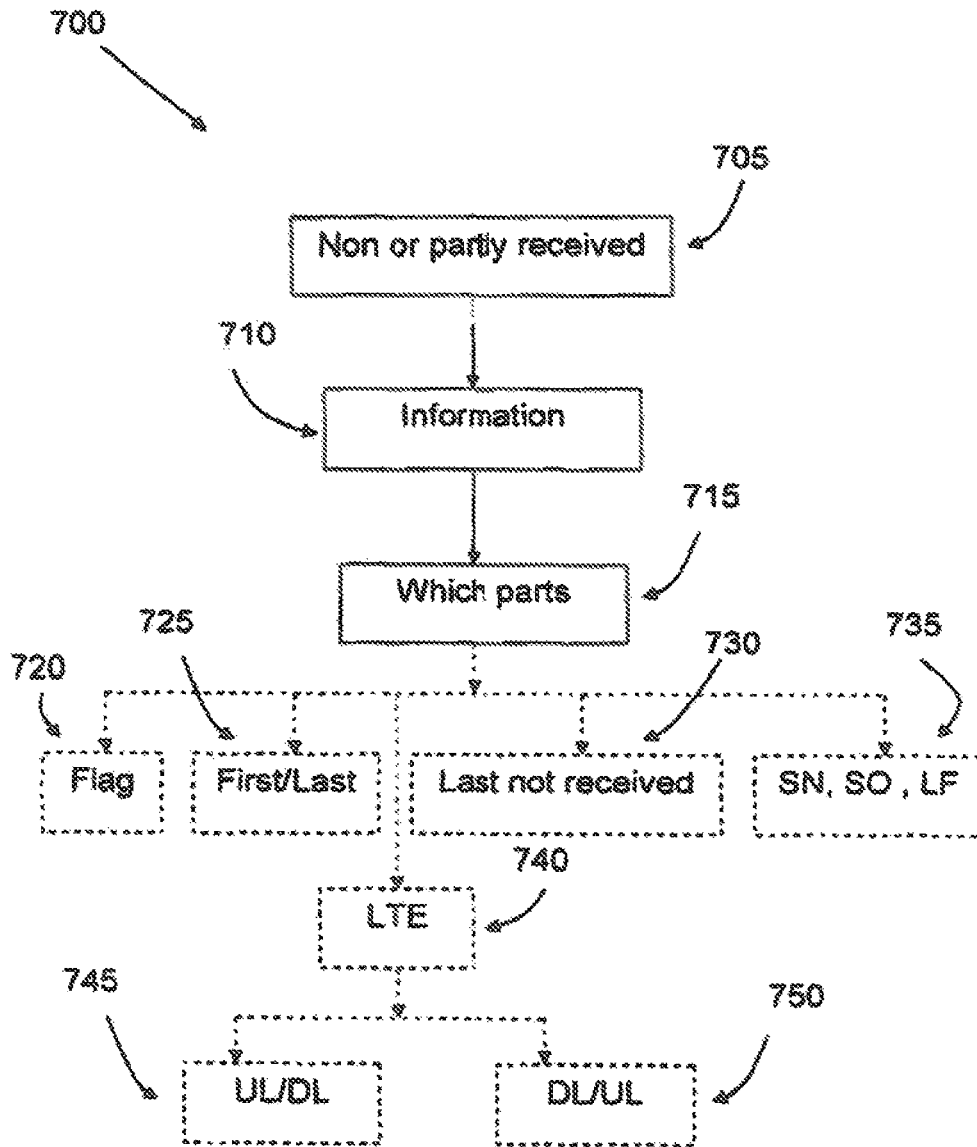 700
705
Non or partly received
710
Information
715
Which parts
725
730
735
720
Flag
First/Last
Last not received
SN, SO , LF
740
LTE
745
750
UL/DL
DL/UL